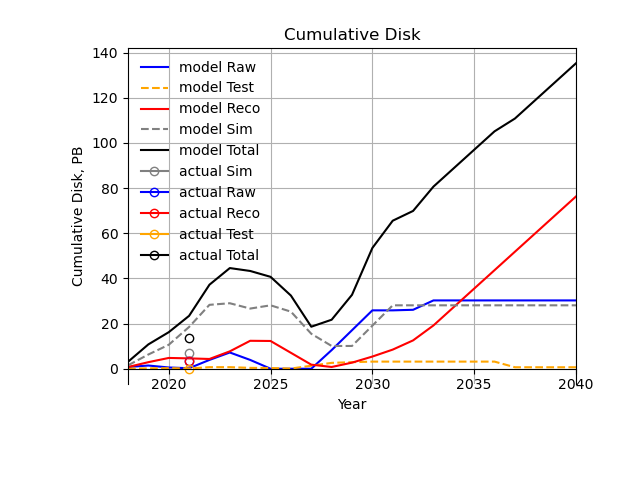 Cumulative Disk
140
120
100
80
60
40
20
0
Cumulative Disk, PB
model Raw
model Test
model Reco
model Sim
model Total
actual Sim
actual Raw
actual Reco
actual Test
actual Total
2020
2025
2030
2035
2040
Year